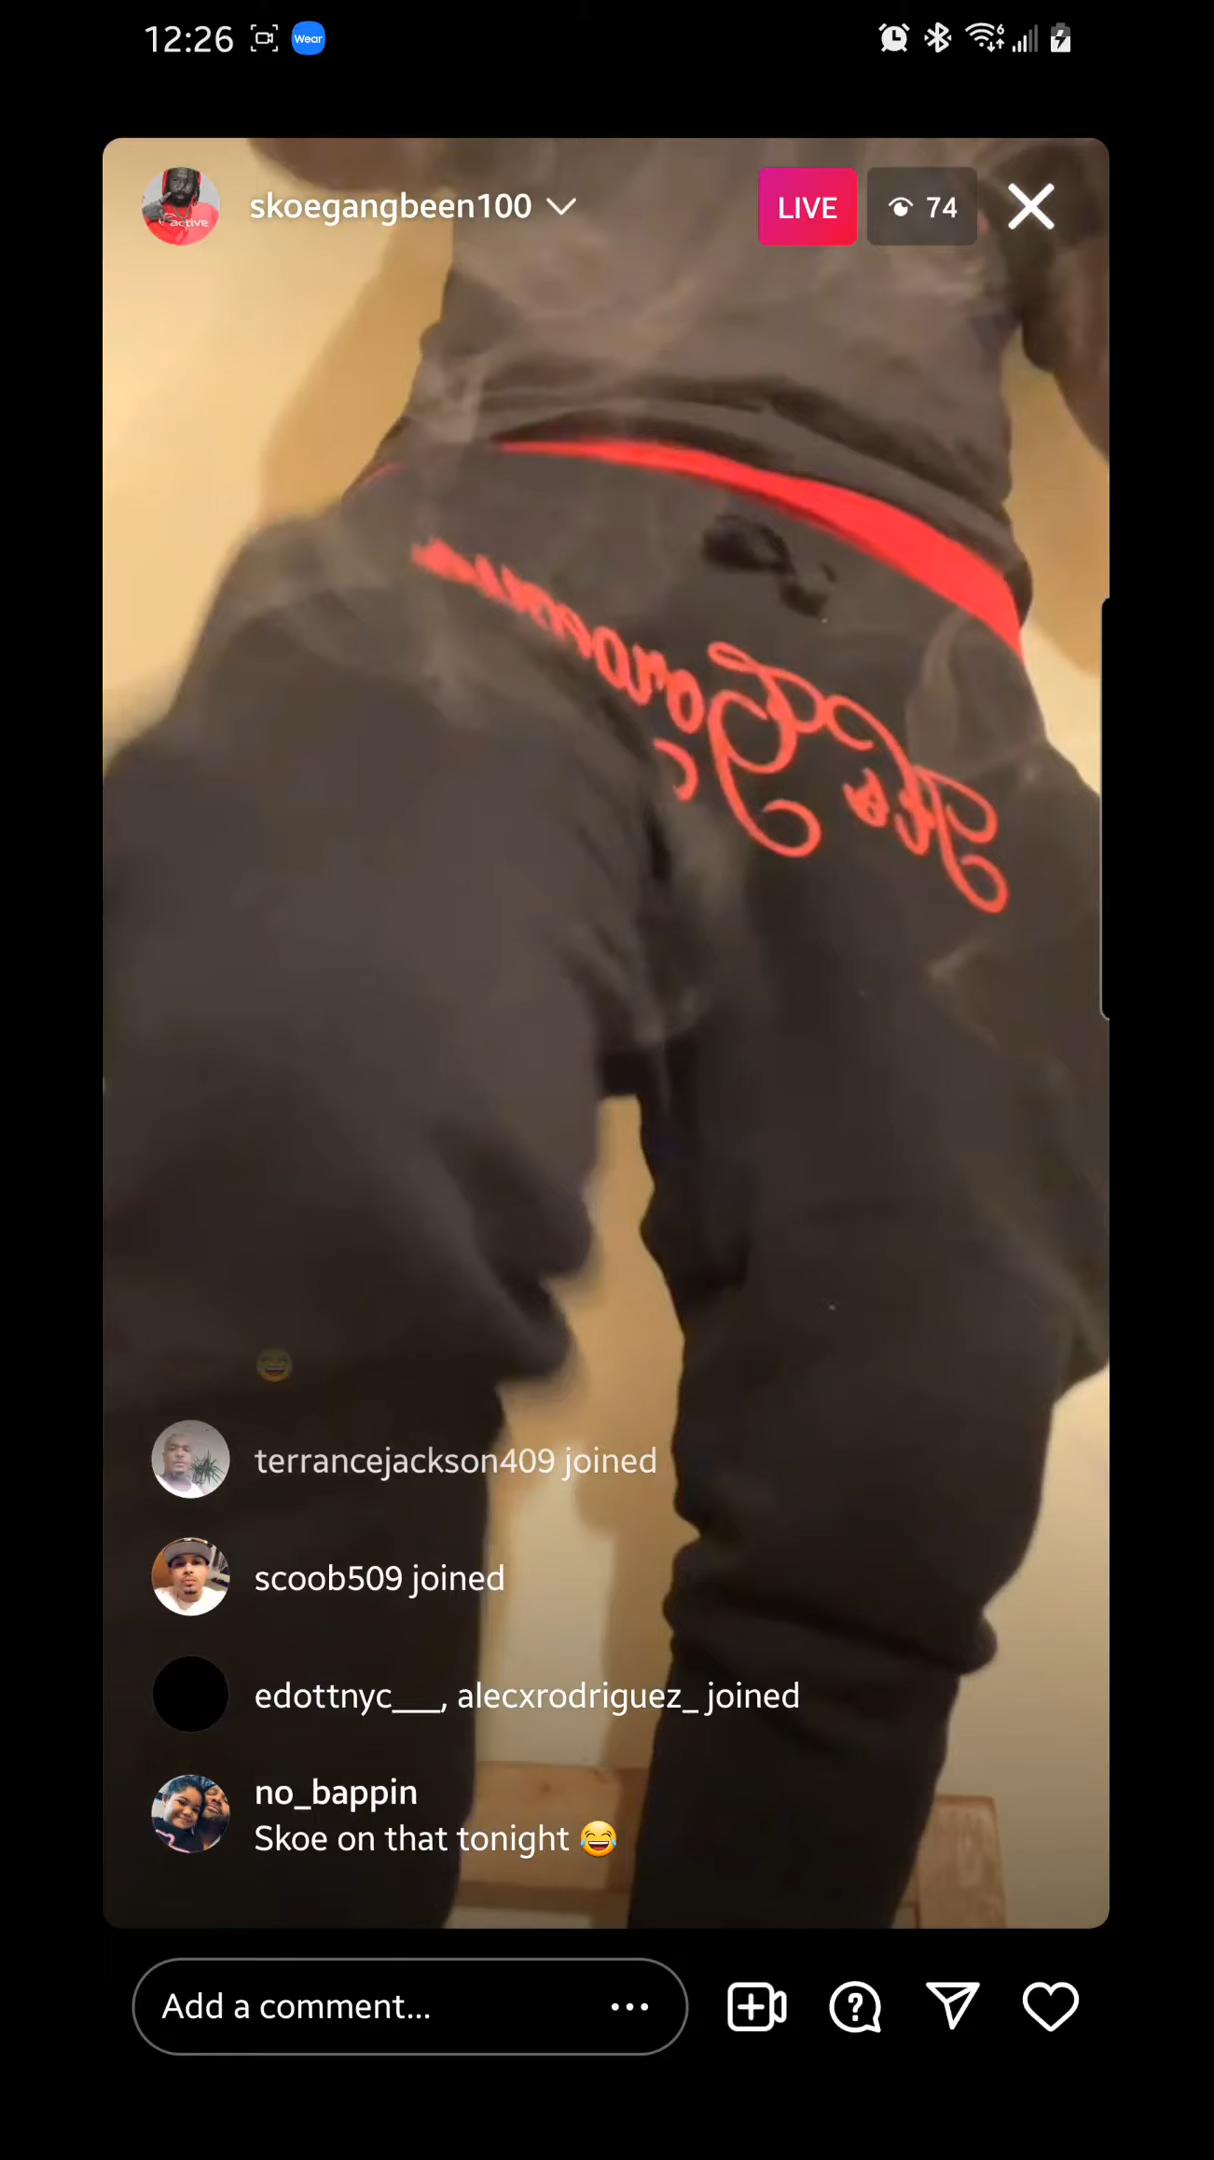 12:26
Wear
skoegangbeen100
LIVE
74
active
terrancejackson409 joined
scoob509 joined
edottnyc___, alecxrodriguez_ joined
no_bappin
Skoe on that tonight 😂
Add a comment...